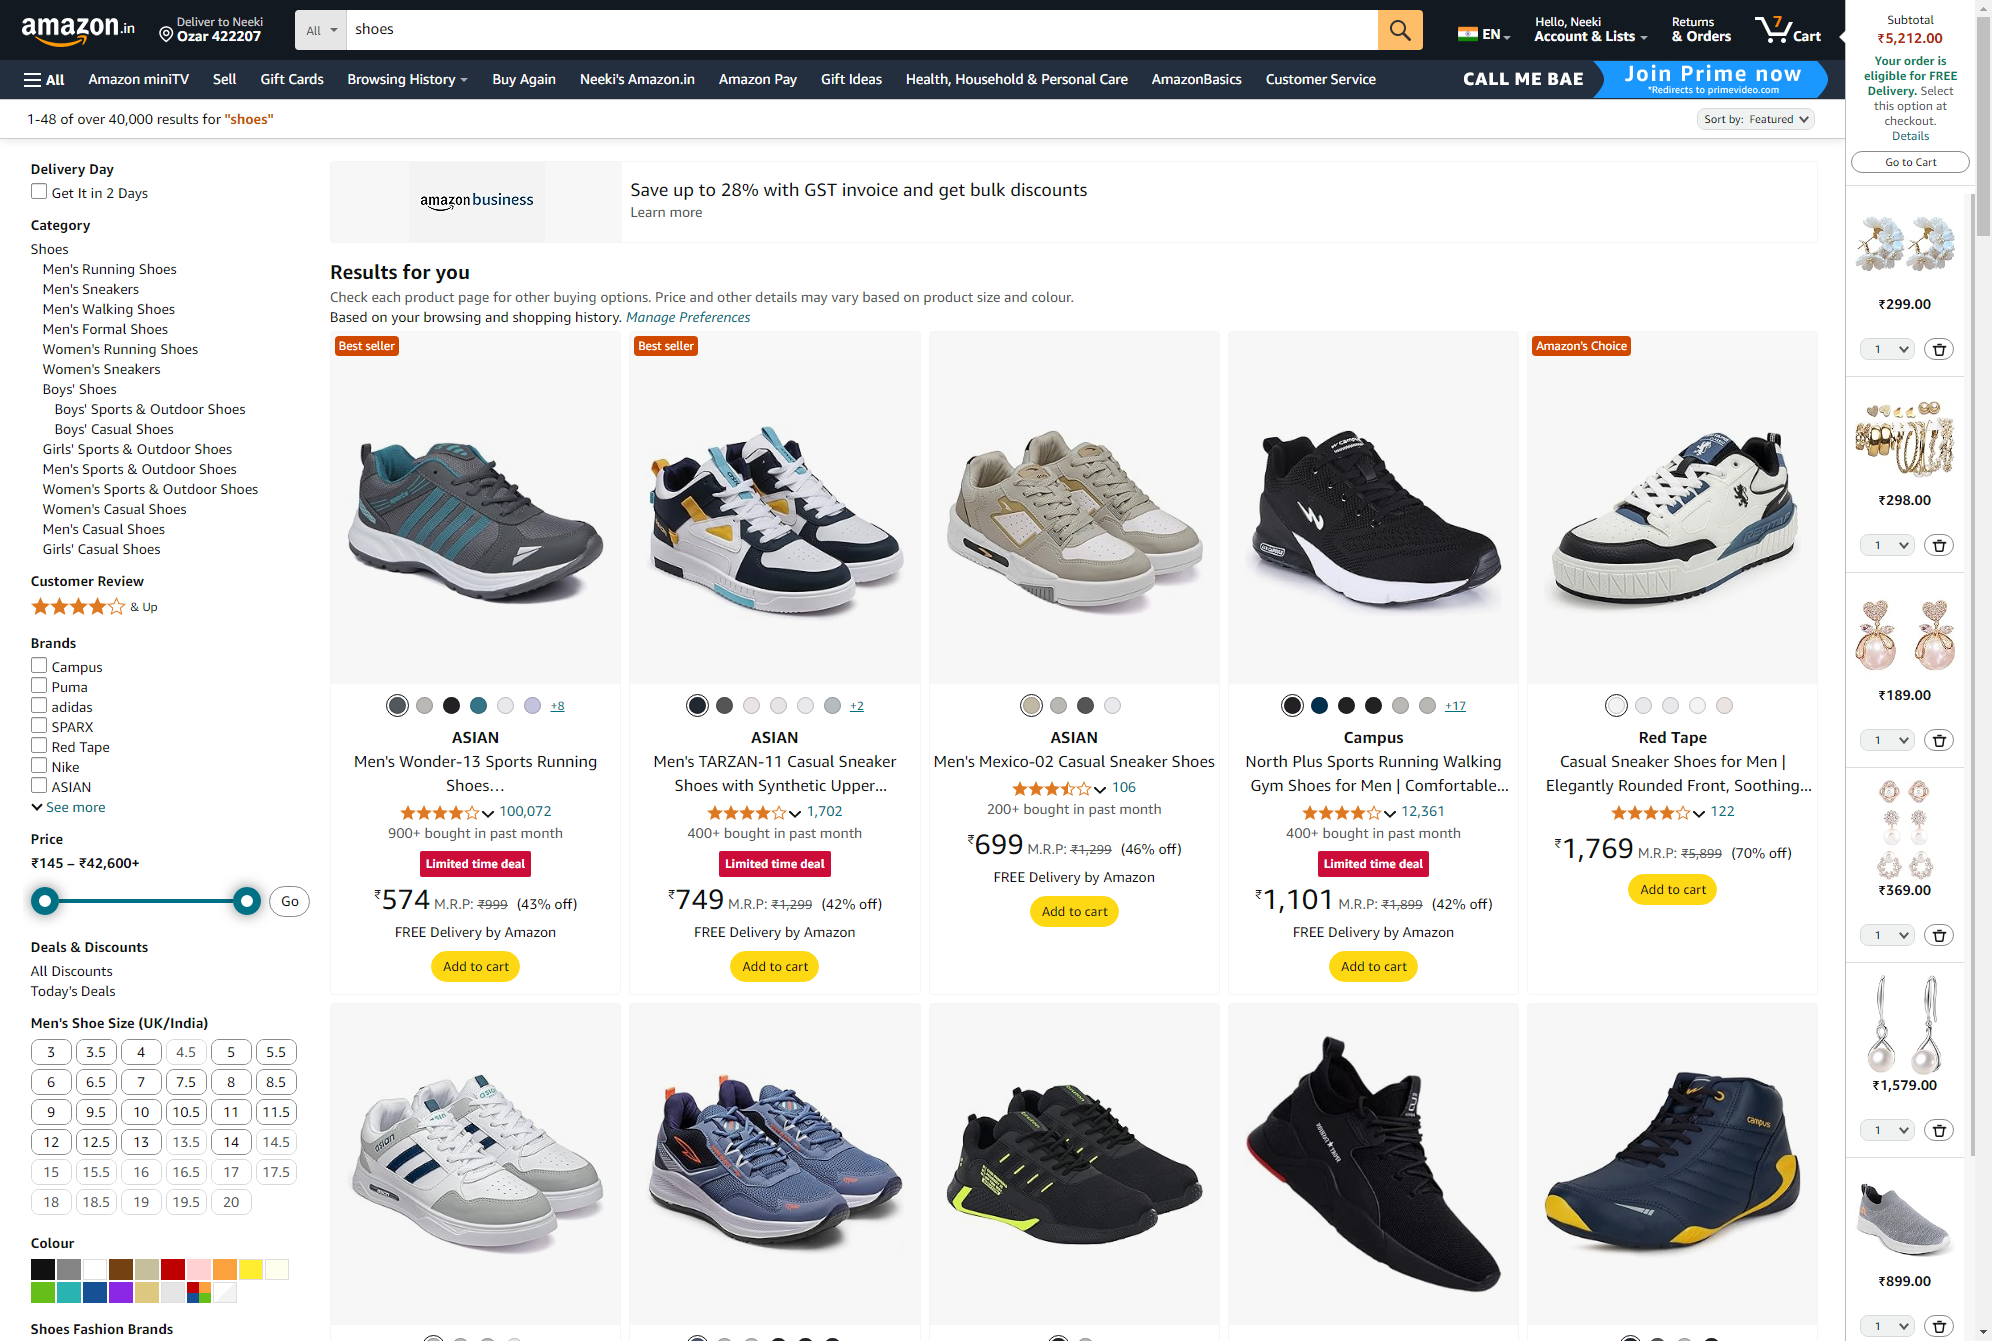 amazon.in
Deliver to Neeki
Ozar 422207
All
shoes
EN
Hello, Neeki
Account & Lists
Returns
& Orders
7
Cart
All
Amazon miniTV
Sell
Gift Cards
Browsing History
Buy Again
Neeki's Amazon.in
Amazon Pay
Gift Ideas
Health, Household & Personal Care
AmazonBasics
Customer Service
CALL ME BAE
Join Prime now
*Redirects to primevideo.com
1-48 of over 40,000 results for "shoes"
Sort by: Featured
Delivery Day
Get It in 2 Days
Category
Shoes
Men's Running Shoes
Men's Sneakers
Men's Walking Shoes
Men's Formal Shoes
Women's Running Shoes
Women's Sneakers
Boys' Shoes
Boys' Sports & Outdoor Shoes
Boys' Casual Shoes
Girls' Sports & Outdoor Shoes
Men's Sports & Outdoor Shoes
Women's Sports & Outdoor Shoes
Women's Casual Shoes
Men's Casual Shoes
Girls' Casual Shoes
Customer Review
& Up
Brands
Campus
Puma
adidas
SPARX
Red Tape
Nike
ASIAN
See more
Price
₹145 – ₹42,600+
Go
Deals & Discounts
All Discounts
Today's Deals
Men's Shoe Size (UK/India)
3 3.5 4 4.5 5 5.5
6 6.5 7 7.5 8 8.5
9 9.5 10 10.5 11 11.5
12 12.5 13 13.5 14 14.5
15 15.5 16 16.5 17 17.5
18 18.5 19 19.5 20
Colour
Shoes Fashion Brands
amazon business
Save up to 28% with GST invoice and get bulk discounts
Learn more
Results for you
Check each product page for other buying options. Price and other details may vary based on product size and colour.
Based on your browsing and shopping history. Manage Preferences
Best seller
+8
ASIAN
Men's Wonder-13 Sports Running
Shoes…
100,072
900+ bought in past month
Limited time deal
₹574 M.R.P: ₹999 (43% off)
FREE Delivery by Amazon
Add to cart
Best seller
+2
ASIAN
Men's TARZAN-11 Casual Sneaker
Shoes with Synthetic Upper...
1,702
400+ bought in past month
Limited time deal
₹749 M.R.P: ₹1,299 (42% off)
FREE Delivery by Amazon
Add to cart
ASIAN
Men's Mexico-02 Casual Sneaker Shoes
106
200+ bought in past month
₹699 M.R.P: ₹1,299 (46% off)
FREE Delivery by Amazon
Add to cart
campus
+17
Campus
North Plus Sports Running Walking
Gym Shoes for Men | Comfortable...
12,361
400+ bought in past month
Limited time deal
₹1,101 M.R.P: ₹1,899 (42% off)
FREE Delivery by Amazon
Add to cart
Amazon's Choice
Red Tape
Casual Sneaker Shoes for Men |
Elegantly Rounded Front, Soothing...
122
₹1,769 M.R.P: ₹5,899 (70% off)
Add to cart
asian
asian
campus
Subtotal
₹5,212.00
Your order is
eligible for FREE
Delivery. Select
this option at
checkout.
Details
Go to Cart
₹299.00
1
₹298.00
1
₹189.00
1
₹369.00
1
₹1,579.00
1
₹899.00
1